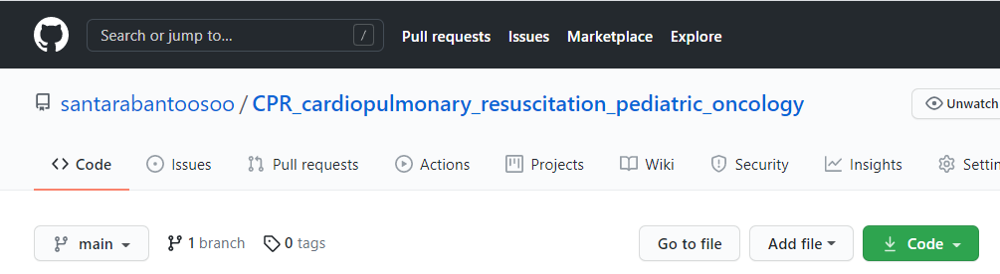 Search or jump to... / Pull requests Issues Marketplace Explore
santarabantoosoo / CPR_cardiopulmonary_resuscitation_pediatric_oncology Unwatch
Code Issues Pull requests Actions Projects Wiki Security Insights Settin
main 1 branch 0 tags Go to file Add file Code